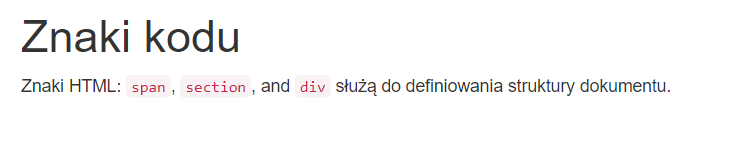 Znaki kodu
Znaki HTML: span, section, and div służą do definiowania struktury dokumentu.